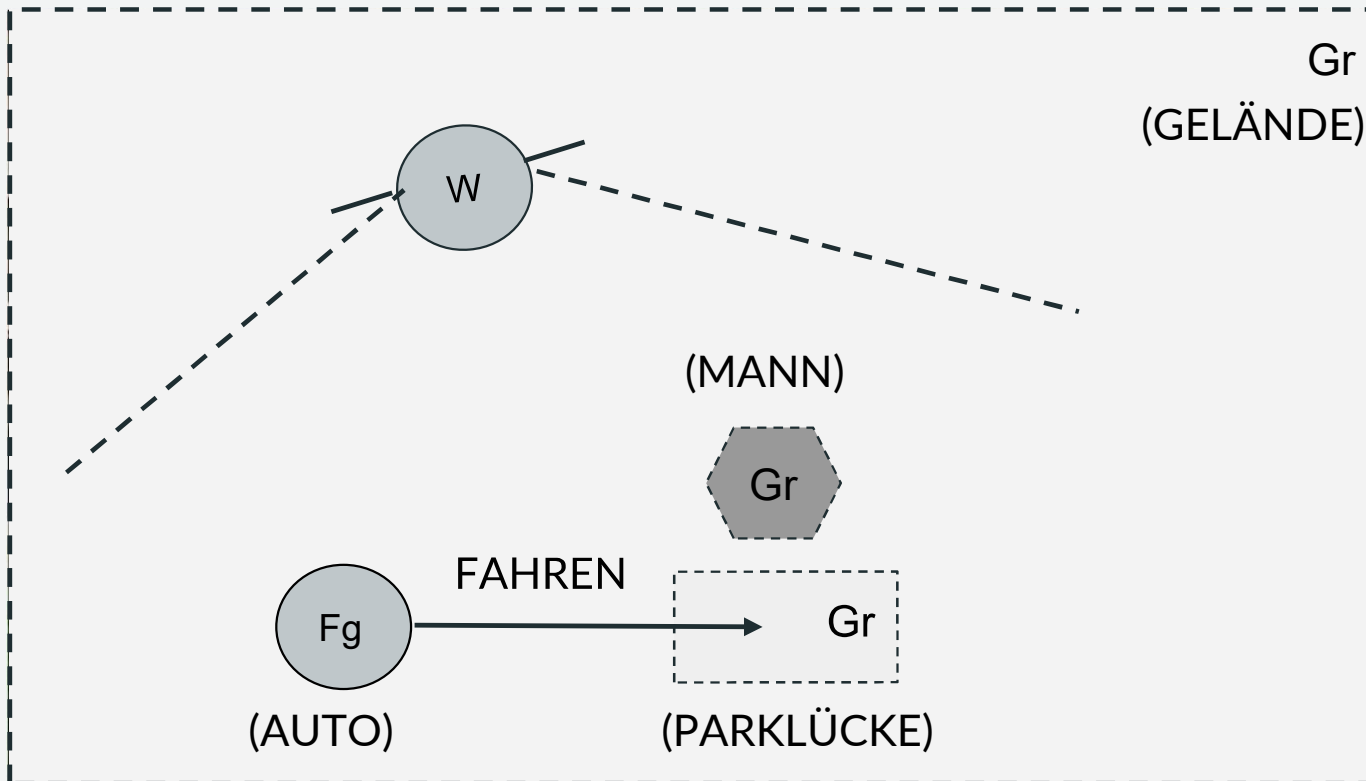 Gr
(GELÄNDE)
W
(MANN)
Gr
FAHREN
Fg
Gr
(AUTO)
(PARKLÜCKE)